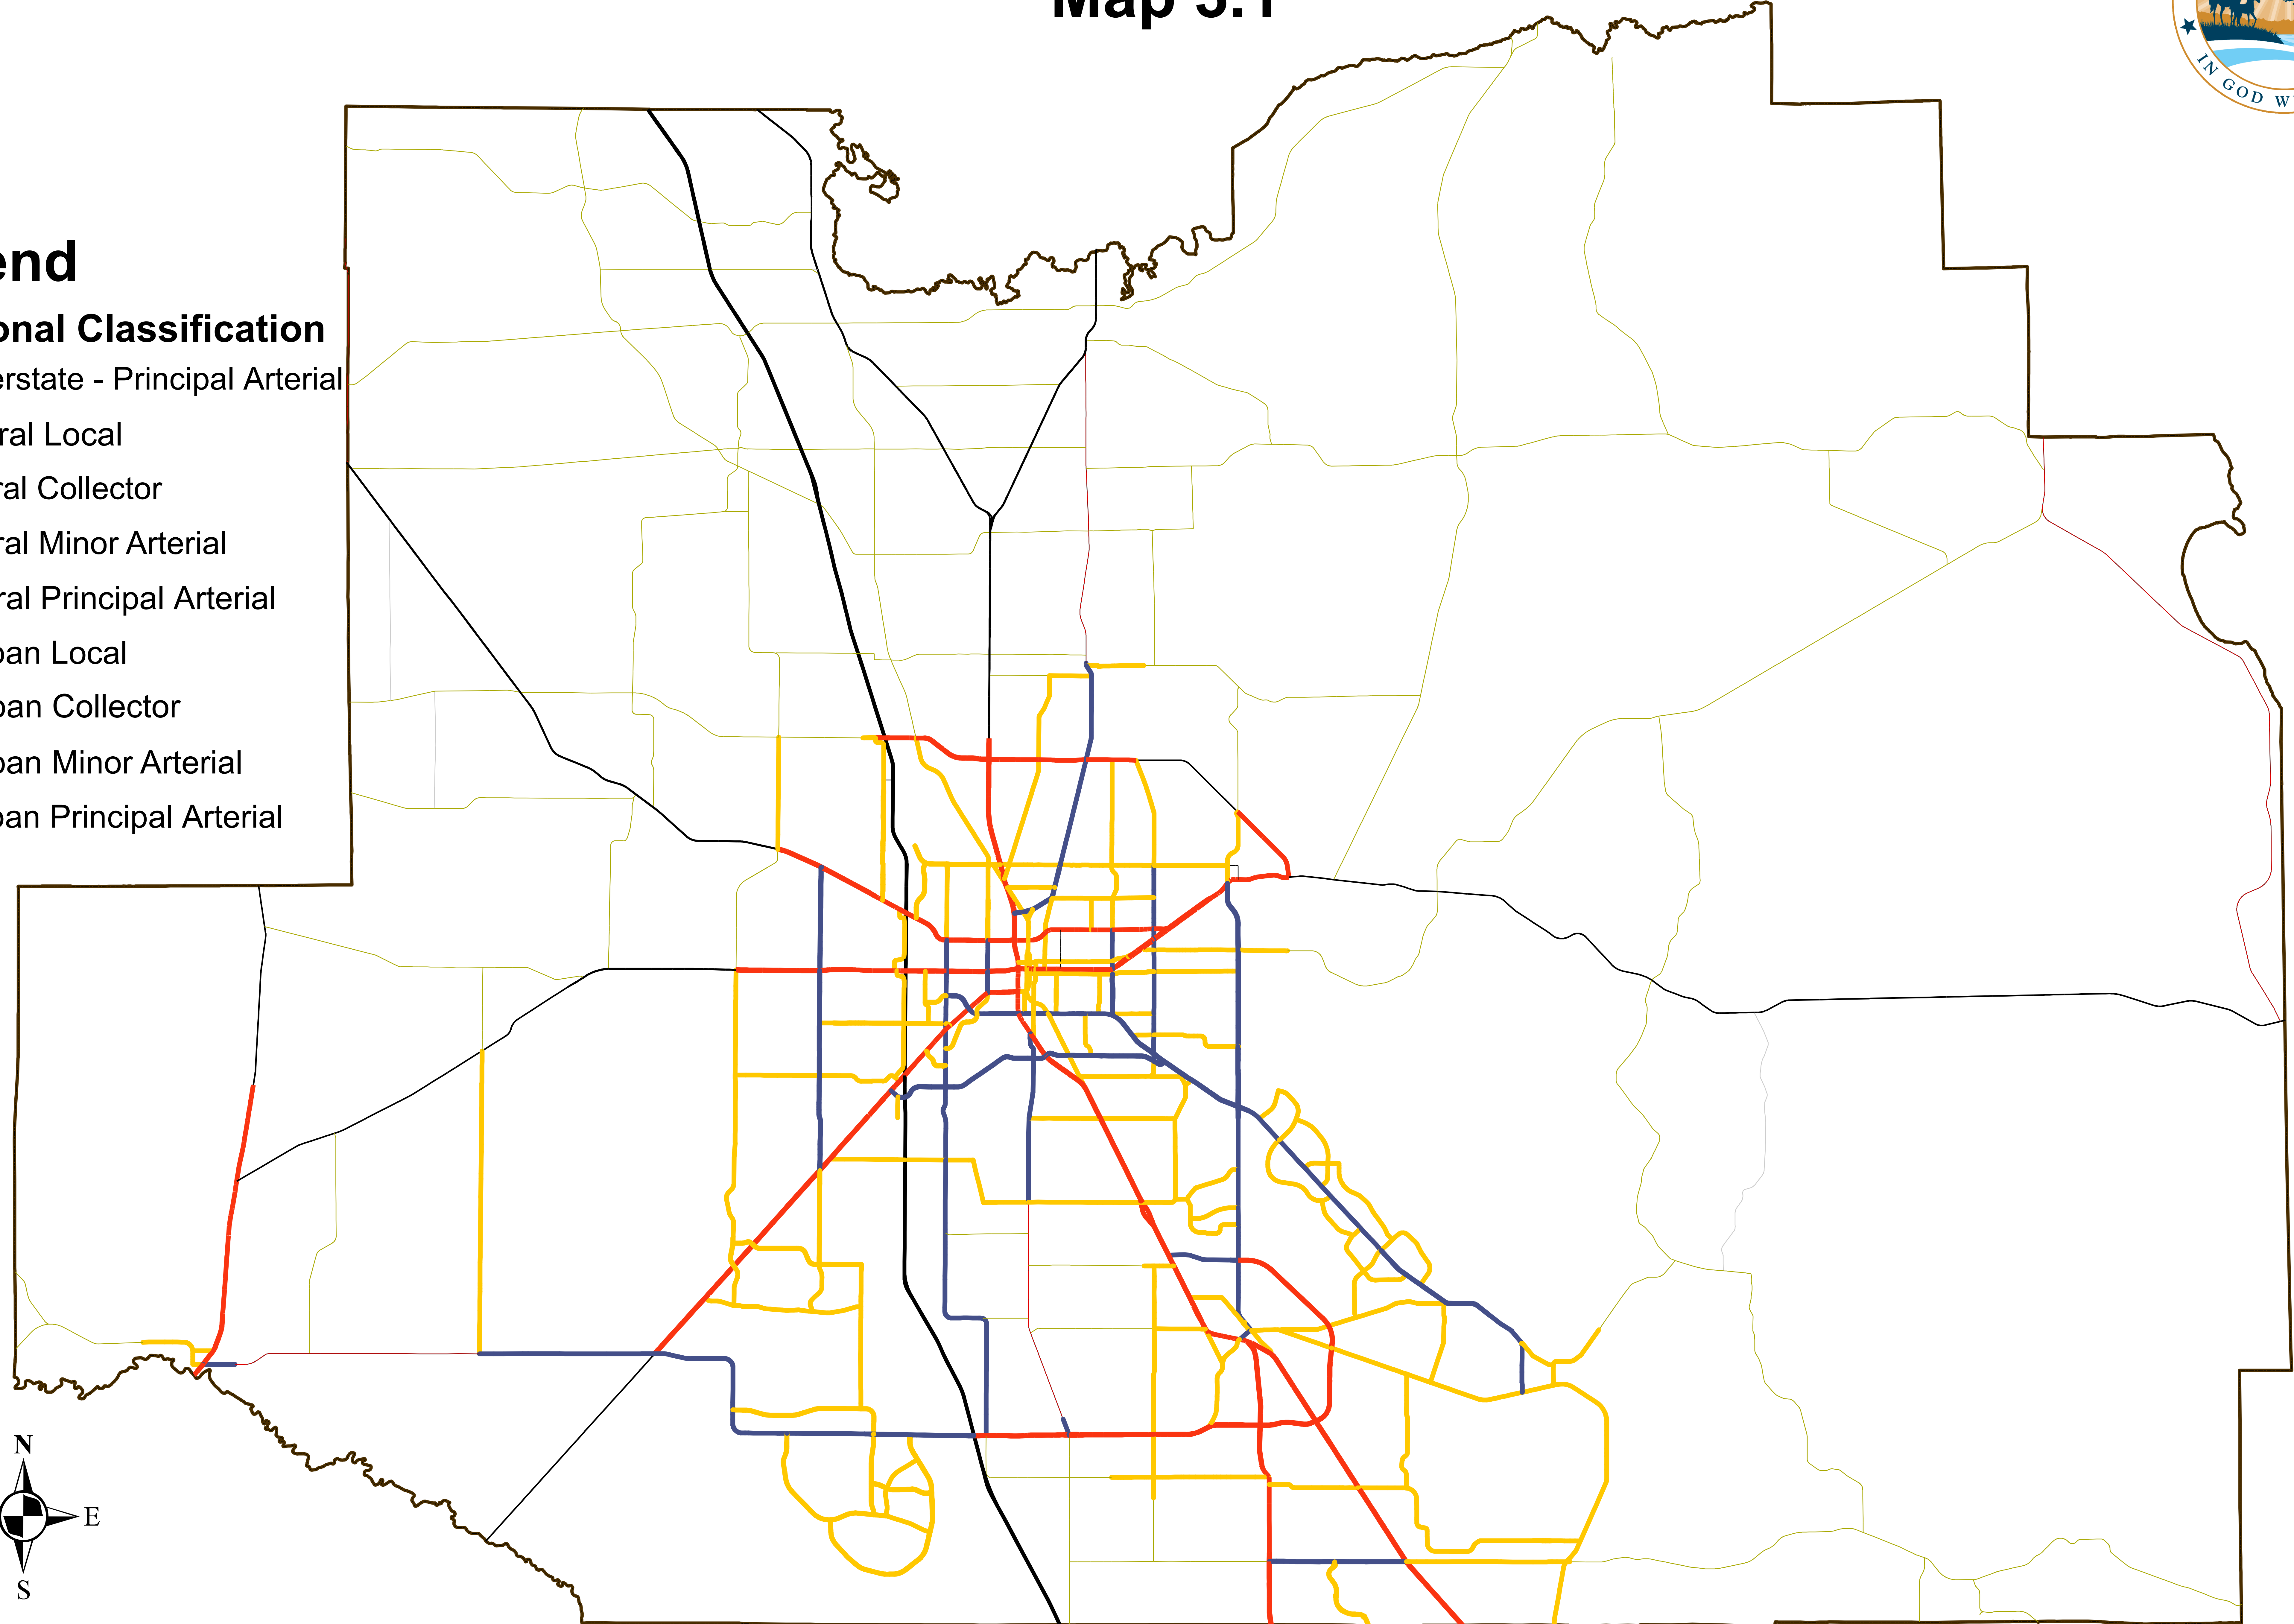 Map 3.1
IN GOD W
end
onal Classification
erstate - Principal Arterial
ral Local
ral Collector
ral Minor Arterial
ral Principal Arterial
ban Local
ban Collector
ban Minor Arterial
ban Principal Arterial
N
E
S